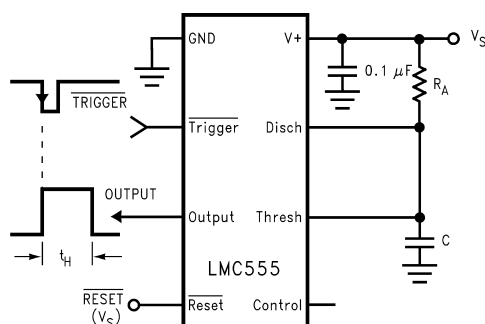 GND
V+
V_S
0.1 μF
R_A
TRIGGER
Trigger
Disch
OUTPUT
Output
Thresh
C
t_H
LMC555
RESET
(V_S)
Reset
Control